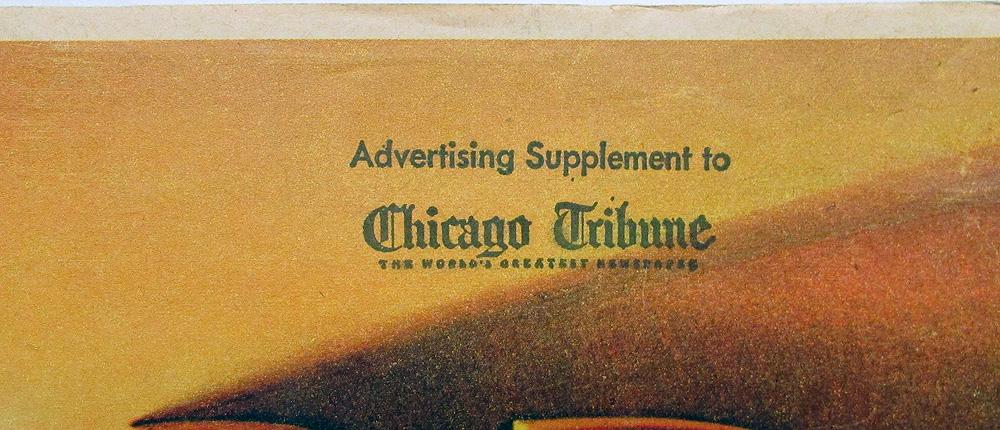 Advertising Supplement to
Chicago Tribune
THE WORLD'S GREATEST NEWSPAPER